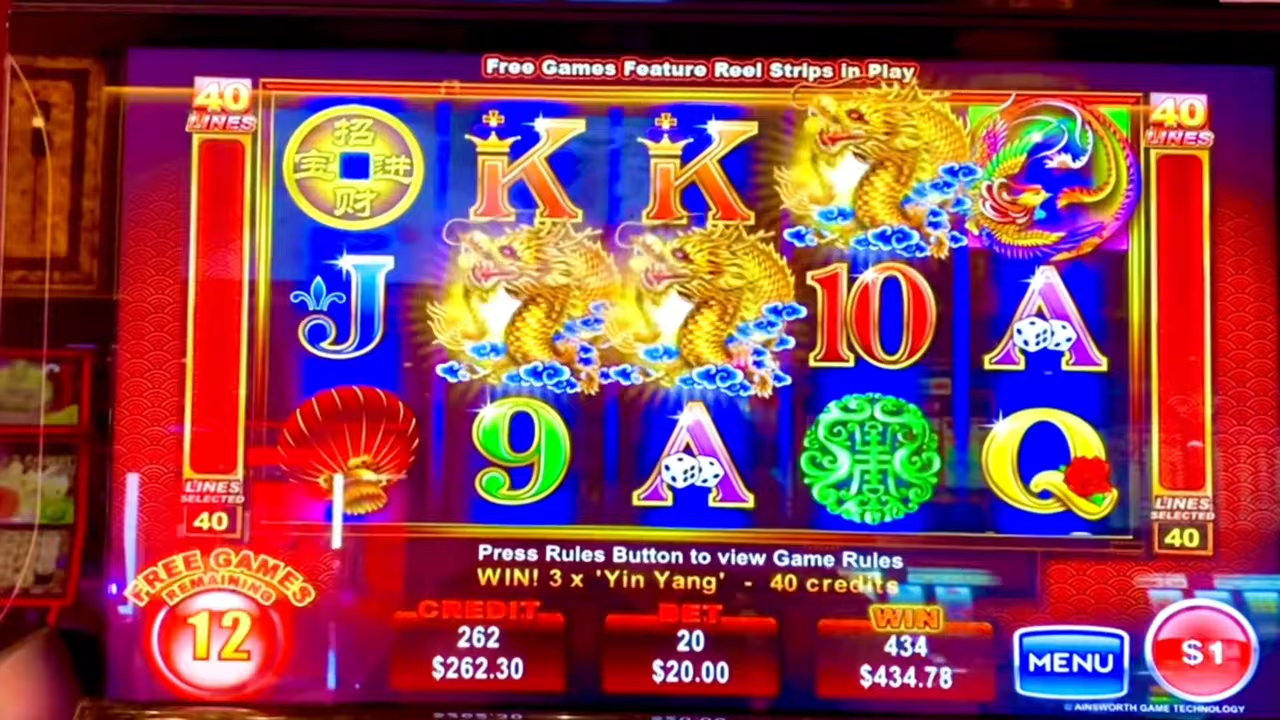 Free Games Feature Reel Strips in Play
40
LINES
40
LINES
招
宝 进
财
K
K
J
10
A
9
A
Q
LINES
SELECTED
40
LINES
SELECTED
40
Press Rules Button to view Game Rules
WIN! 3 x 'Yin Yang' - 40 credits
FREE GAMES
REMAINING
12
CREDIT
262
$262.30
BET
20
$20.00
WIN
434
$434.78
MENU
$1
© AINSWORTH GAME TECHNOLOGY